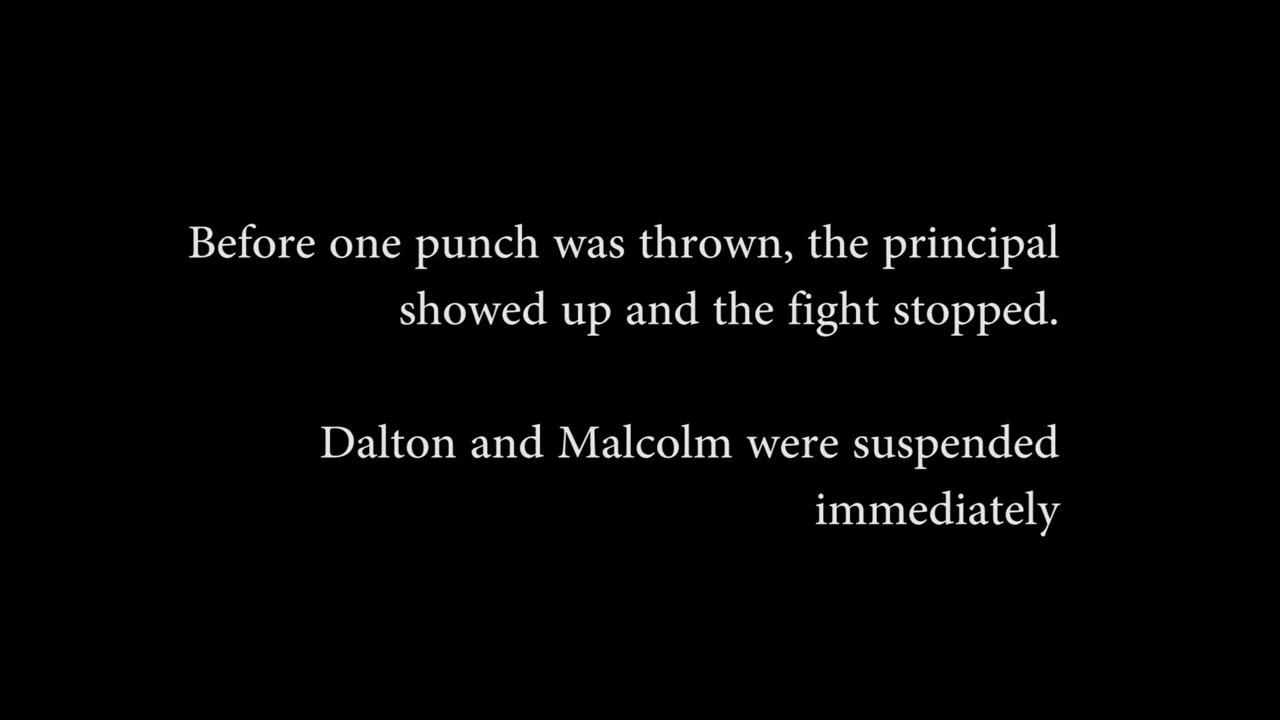 Before one punch was thrown, the principal
showed up and the fight stopped.
Dalton and Malcolm were suspended
immediately